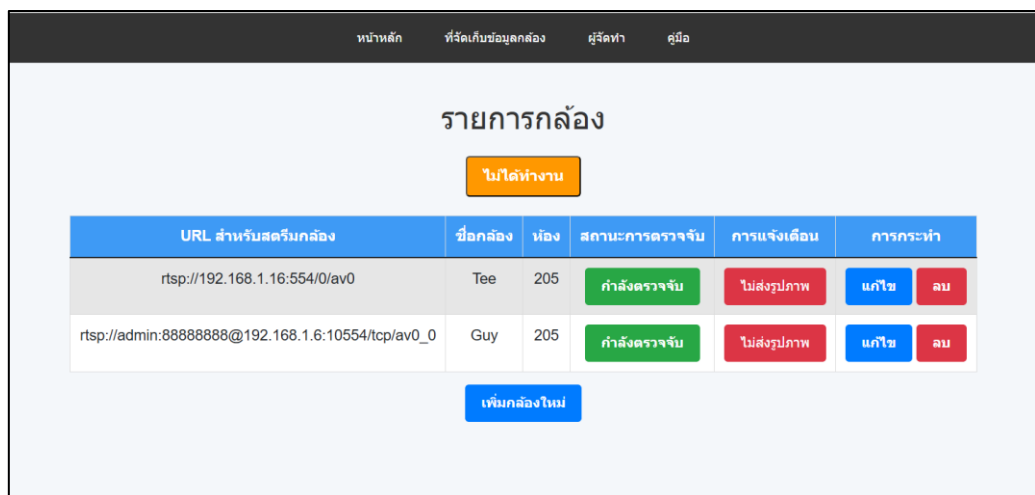 หน้าหลัก ที่จัดเก็บข้อมูลกล้อง ผู้จัดทำ คู่มือ
รายการกล้อง
ไม่ได้ทำงาน
URL สำหรับสตรีมกล้อง ชื่อกล้อง ห้อง สถานะการตรวจจับ การแจ้งเตือน การกระทำ
rtsp://192.168.1.16:554/0/av0 Tee 205 กำลังตรวจจับ ไม่ส่งรูปภาพ แก้ไข ลบ
rtsp://admin:88888888@192.168.1.6:10554/tcp/av0_0 Guy 205 กำลังตรวจจับ ไม่ส่งรูปภาพ แก้ไข ลบ
เพิ่มกล้องใหม่